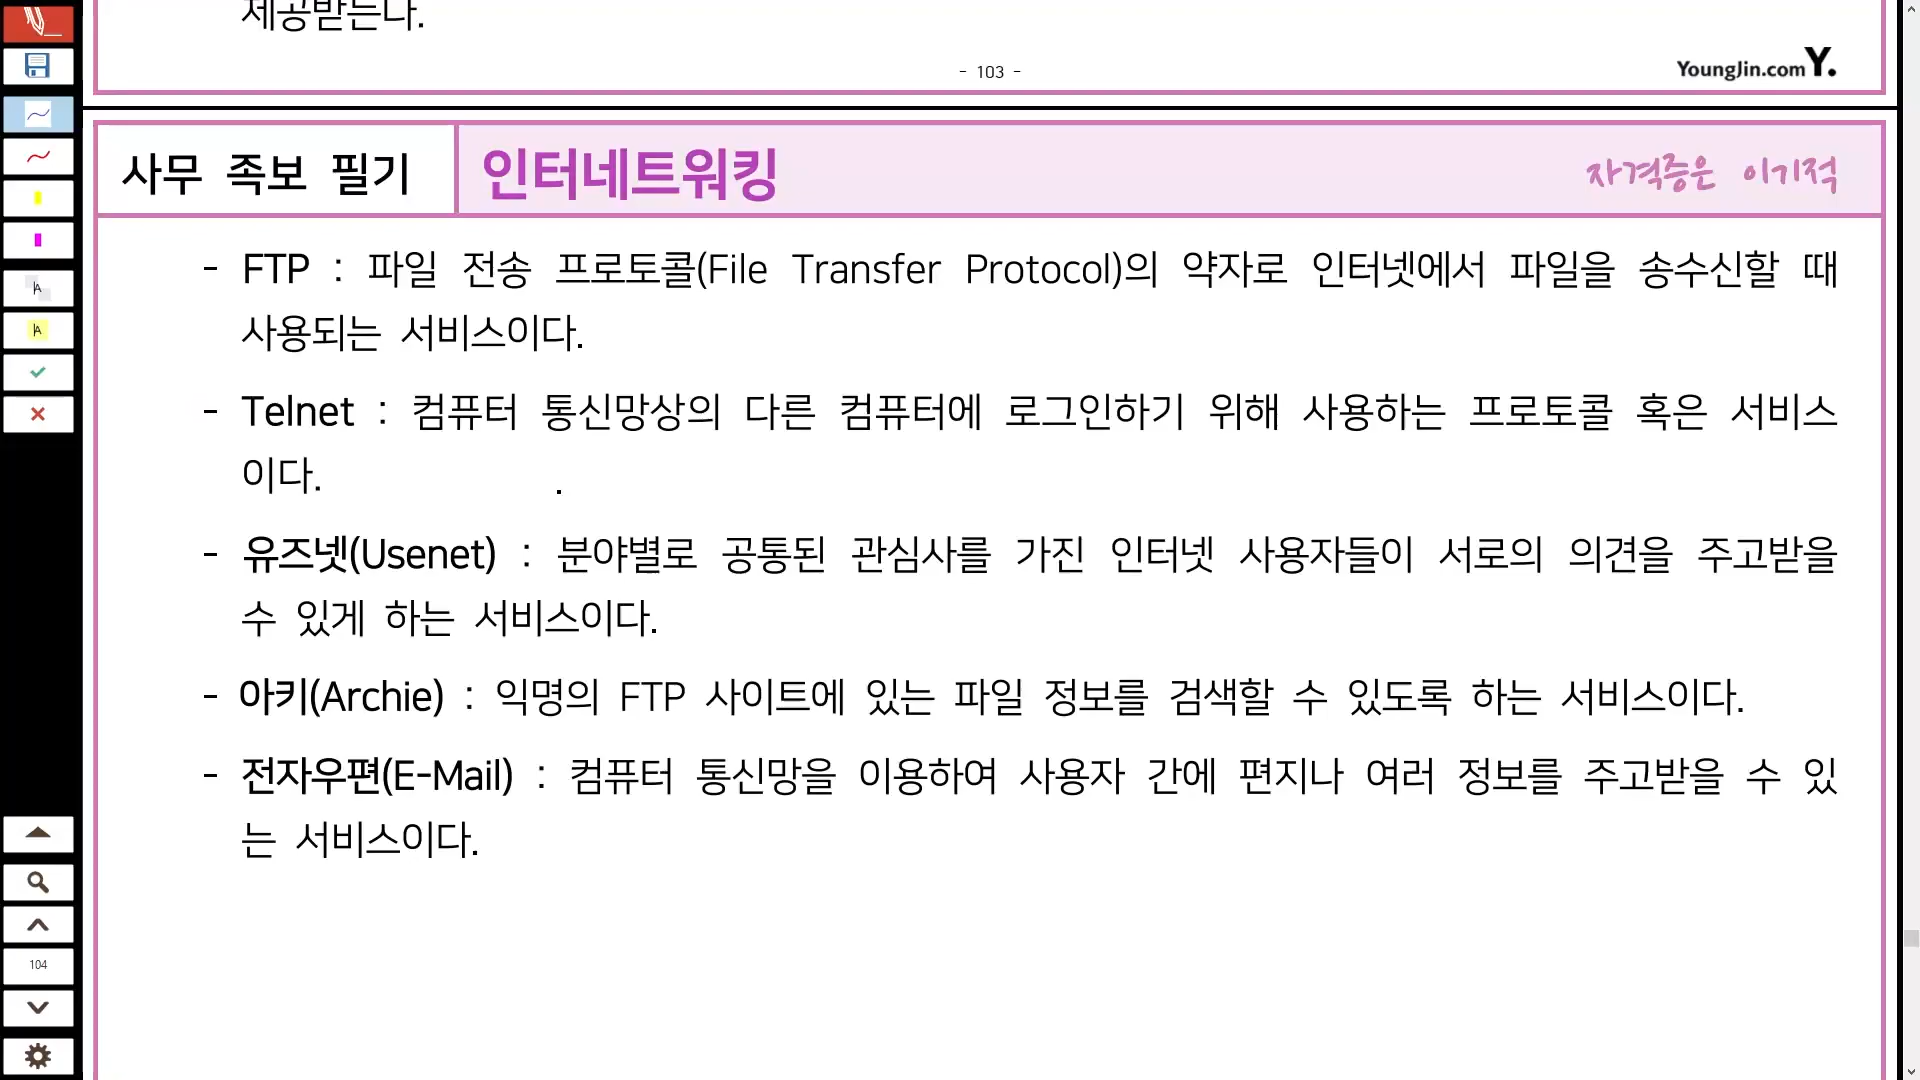 제공받는다.
- 103 -
YoungJin.com Y.
사무 족보 필기
인터네트워킹
자격증은 이기적
- FTP : 파일 전송 프로토콜(File Transfer Protocol)의 약자로 인터넷에서 파일을 송수신할 때
사용되는 서비스이다.
- Telnet : 컴퓨터 통신망상의 다른 컴퓨터에 로그인하기 위해 사용하는 프로토콜 혹은 서비스
이다.
- 유즈넷(Usenet) : 분야별로 공통된 관심사를 가진 인터넷 사용자들이 서로의 의견을 주고받을
수 있게 하는 서비스이다.
- 아키(Archie) : 익명의 FTP 사이트에 있는 파일 정보를 검색할 수 있도록 하는 서비스이다.
- 전자우편(E-Mail) : 컴퓨터 통신망을 이용하여 사용자 간에 편지나 여러 정보를 주고받을 수 있
는 서비스이다.
A
A
104